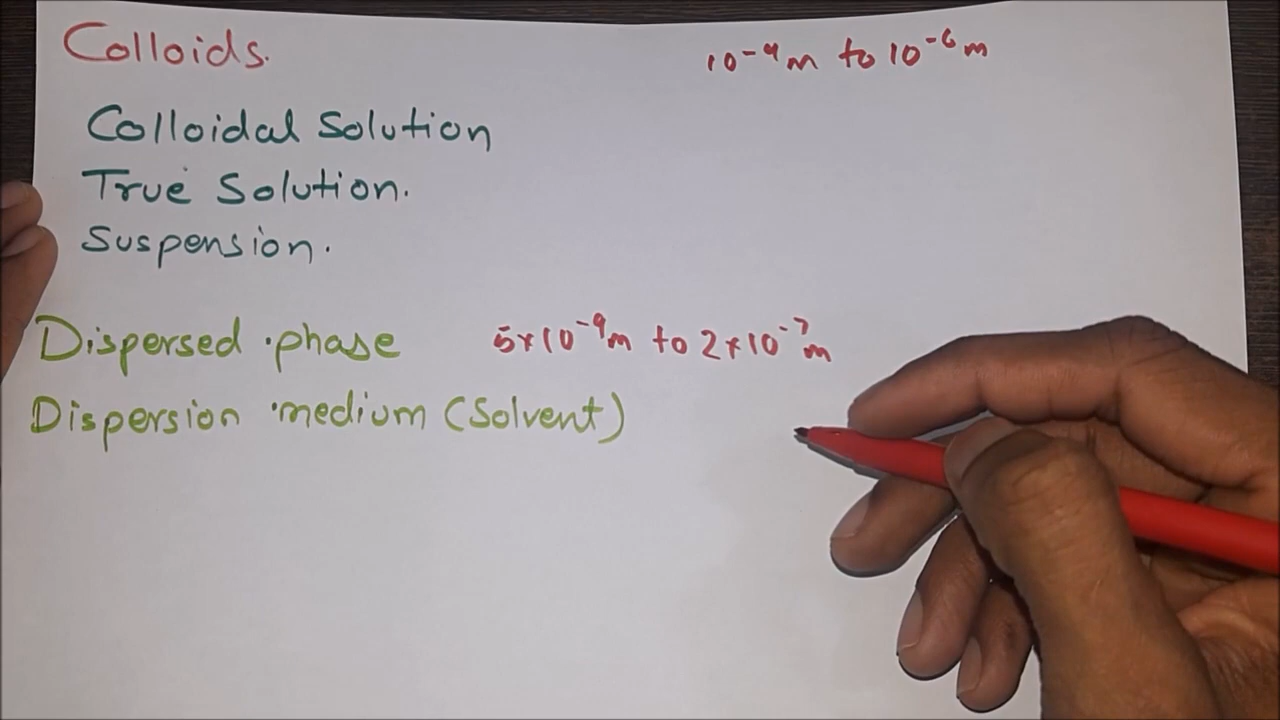 Colloids.
10⁻⁹m to 10⁻⁶m
Colloidal Solution
True Solution.
Suspension.
Dispersed phase
5×10⁻⁹m to 2×10⁻⁷m
Dispersion medium (Solvent)